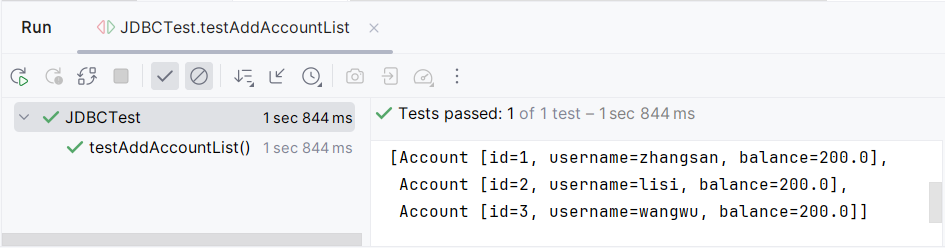 Run
JDBCTest.testAddAccountList
JDBCTest 1 sec 844 ms
testAddAccountList() 1 sec 844 ms
Tests passed: 1 of 1 test – 1 sec 844 ms
[Account [id=1, username=zhangsan, balance=200.0],
Account [id=2, username=lisi, balance=200.0],
Account [id=3, username=wangwu, balance=200.0]]